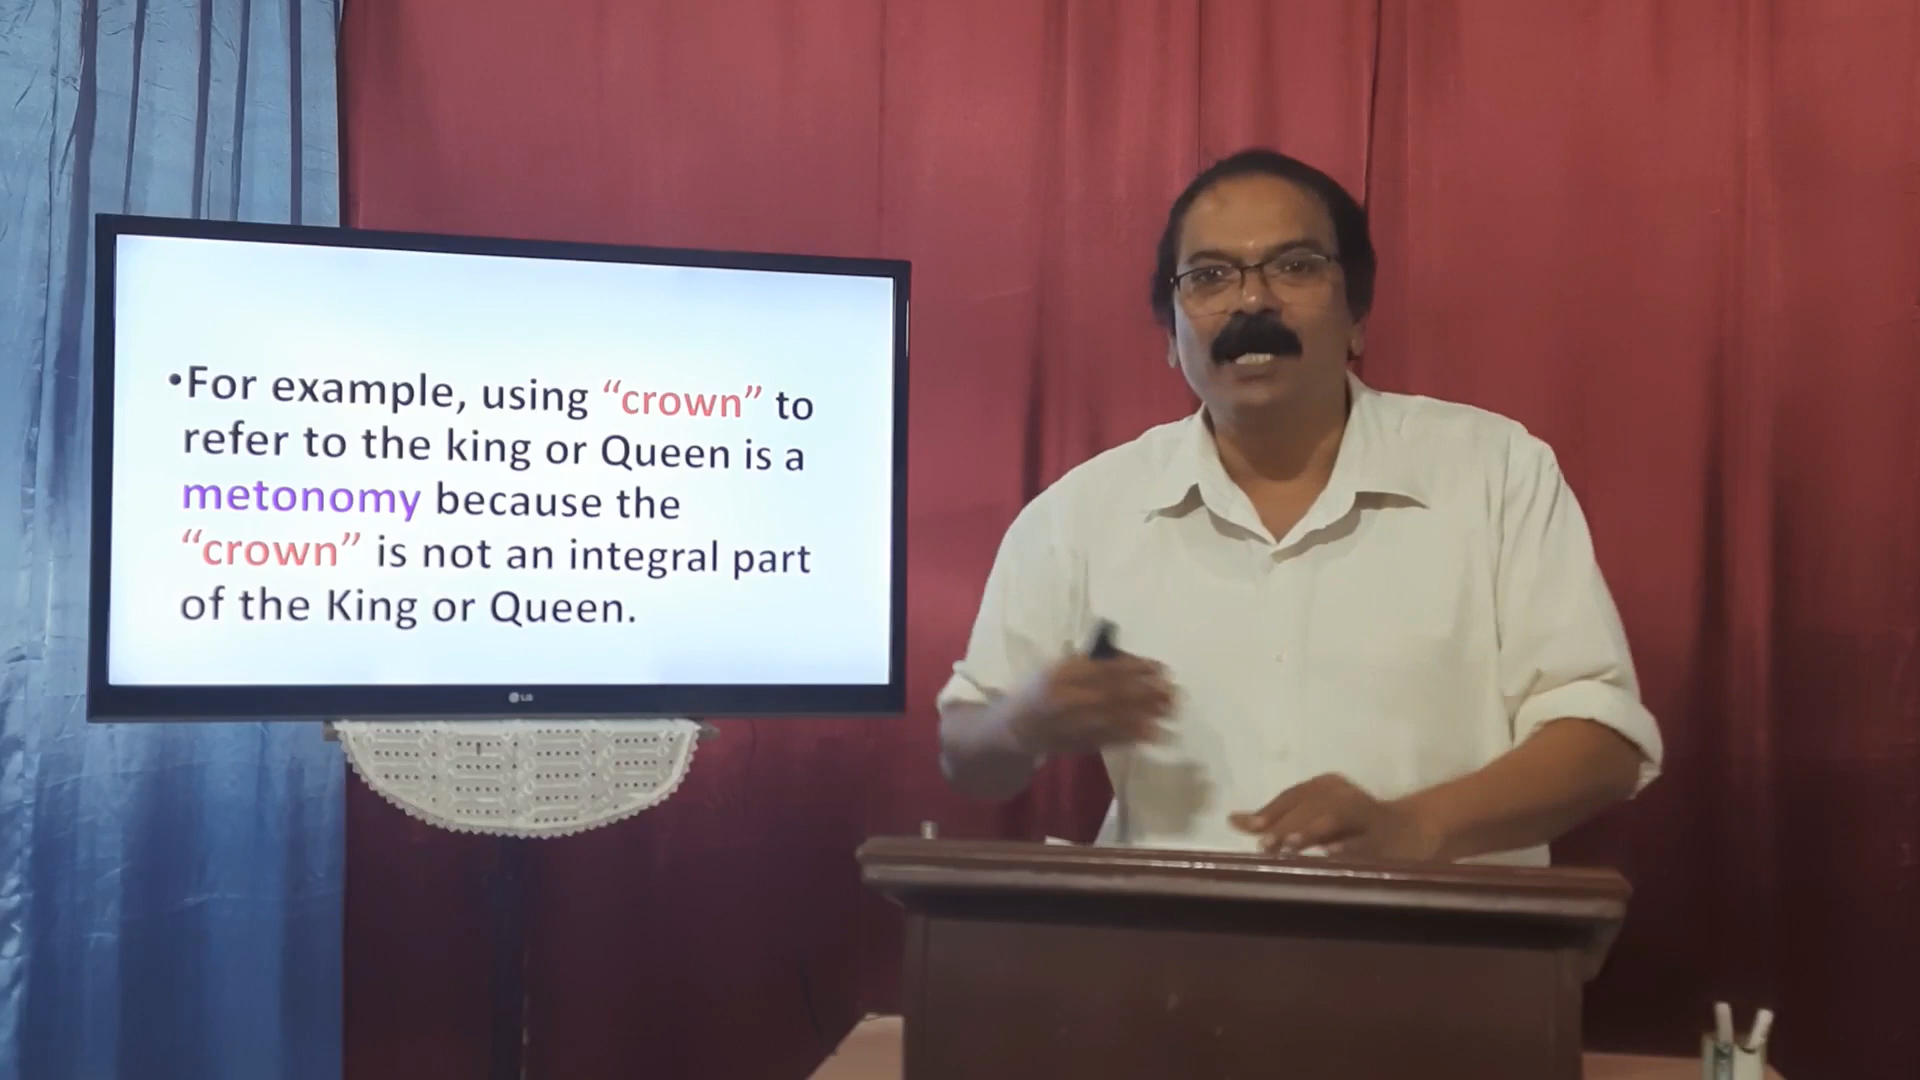 •For example, using “crown” to
refer to the king or Queen is a
metonomy because the
“crown” is not an integral part
of the King or Queen.
LG